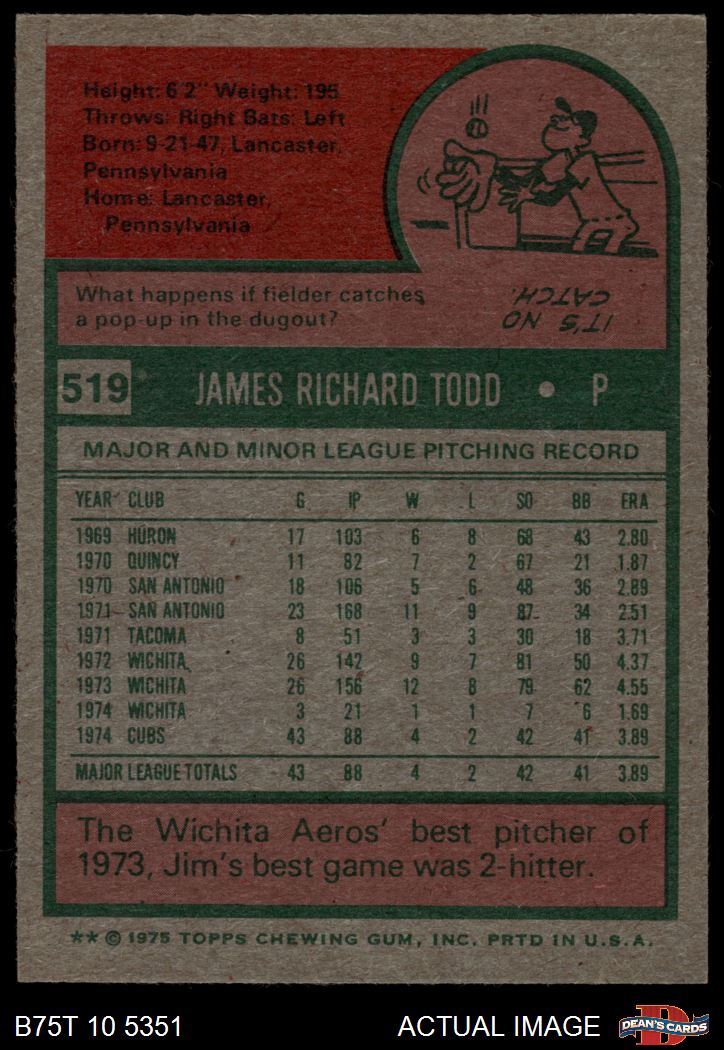 Height: 6'2" Weight: 195
Throws: Right Bats: Left
Born: 9-21-47, Lancaster,
Pennsylvania
Home: Lancaster,
Pennsylvania
What happens if fielder catches
a pop-up in the dugout?
IT'S NO
CATCH.
519 JAMES RICHARD TODD • P
MAJOR AND MINOR LEAGUE PITCHING RECORD
YEAR CLUB G IP W L SO BB ERA
1969 HURON 17 103 6 8 68 43 2.80
1970 QUINCY 11 82 7 2 67 21 1.87
1970 SAN ANTONIO 18 106 5 6 48 36 2.89
1971 SAN ANTONIO 23 168 11 9 87 34 2.51
1971 TACOMA 8 51 3 3 30 18 3.71
1972 WICHITA 26 142 9 7 81 50 4.37
1973 WICHITA 26 156 12 8 79 62 4.55
1974 WICHITA 3 21 1 1 7 6 1.69
1974 CUBS 43 88 4 2 42 41 3.89
MAJOR LEAGUE TOTALS 43 88 4 2 42 41 3.89
The Wichita Aeros' best pitcher of
1973, Jim's best game was 2-hitter.
** © 1975 TOPPS CHEWING GUM, INC. PRTD IN U.S.A.
B75T 10 5351 ACTUAL IMAGE D DEAN'S CARDS